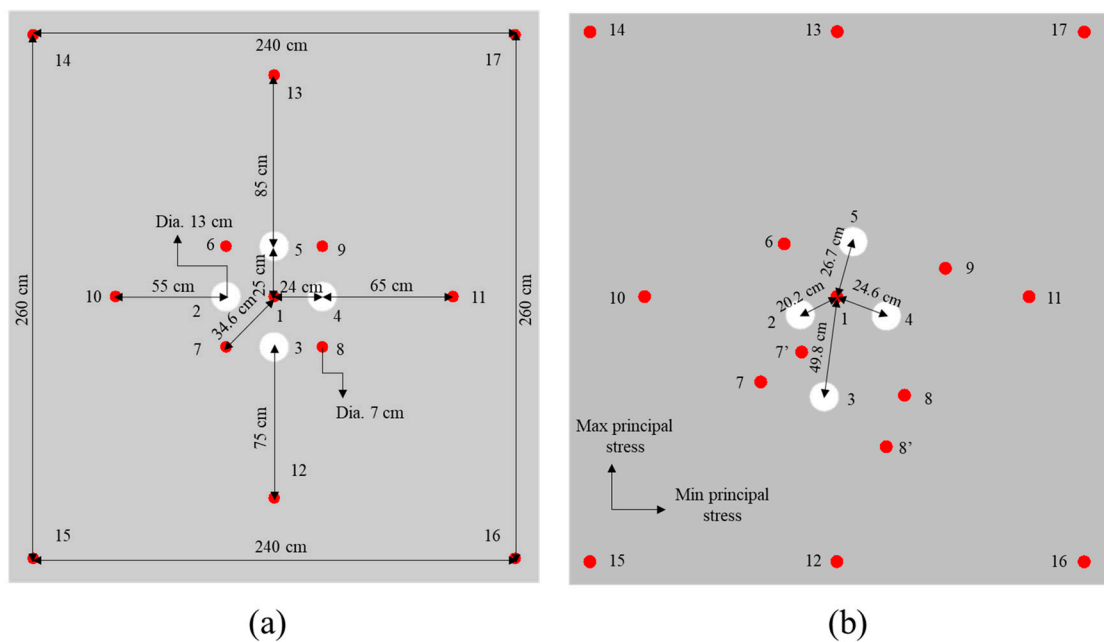 240 cm
14
17
13
85 cm
Dia. 13 cm
6
5
9
25 cm
24 cm
55 cm
65 cm
10
2
1
4
11
34.6 cm
7
3
8
Dia. 7 cm
75 cm
12
260 cm
260 cm
15
240 cm
16
(a)
14
13
17
5
6
26.7 cm
9
10
20.2 cm
24.6 cm
11
2
1
4
49.8 cm
7’
7
3
8
8’
Max principal
stress
Min principal
stress
15
12
16
(b)